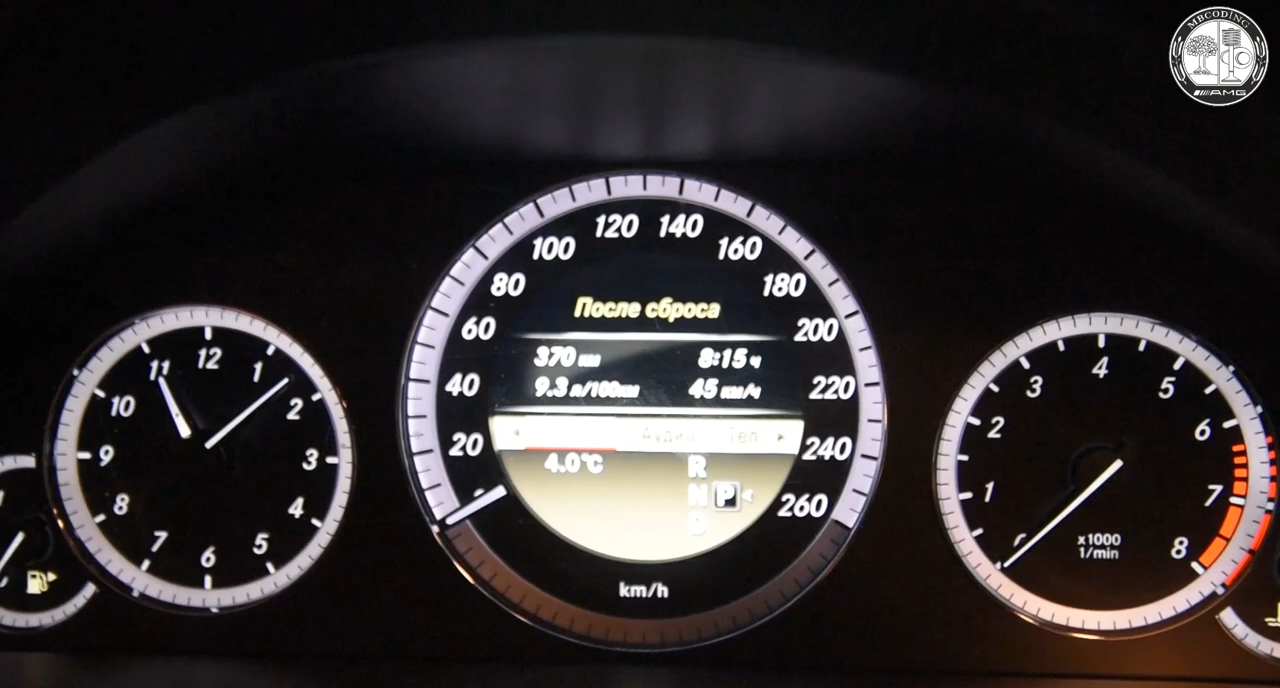 MBCODING
AMG
120 140
100 160
80 180
60 200
40 220
20 240
260
После сброса
370 км 8:15 ч
9.3 л/100км 45 км/ч
Аудио Тел.
4.0°C
R
N P
D
km/h
12
11 1
10 2
9 3
8 4
7 5
6
4
3 5
2 6
1 7
8
x1000
1/min